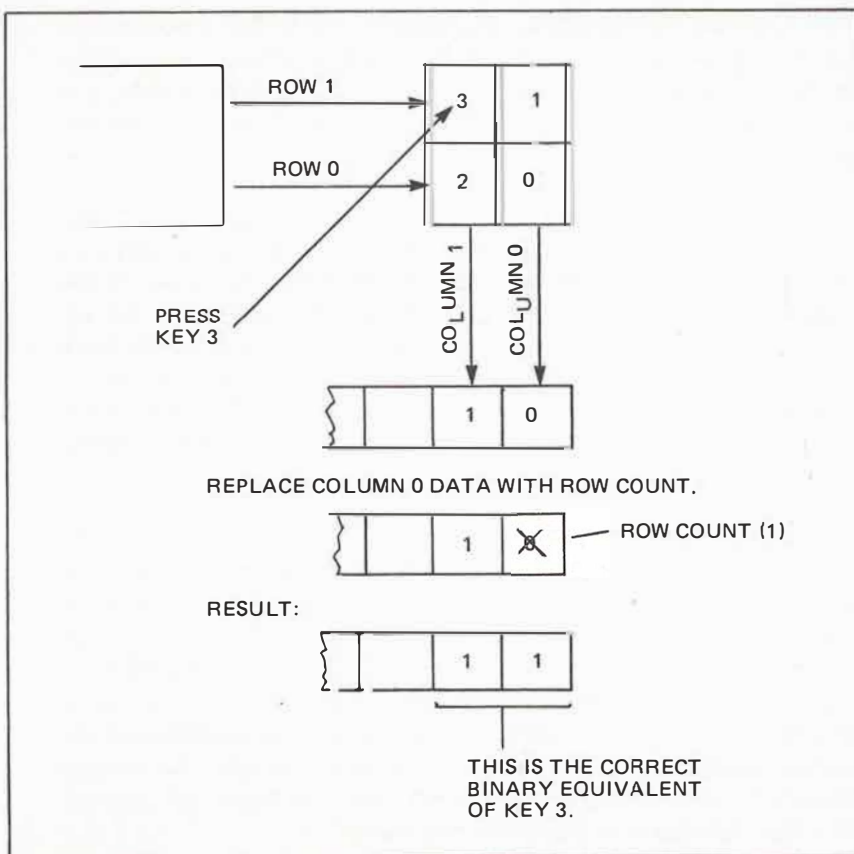 ROW 1
3 1
ROW 0
2 0
PRESS
KEY 3
COLUMN 1
COLUMN 0
1 0
REPLACE COLUMN 0 DATA WITH ROW COUNT.
1 0
ROW COUNT (1)
RESULT:
1 1
THIS IS THE CORRECT
BINARY EQUIVALENT
OF KEY 3.